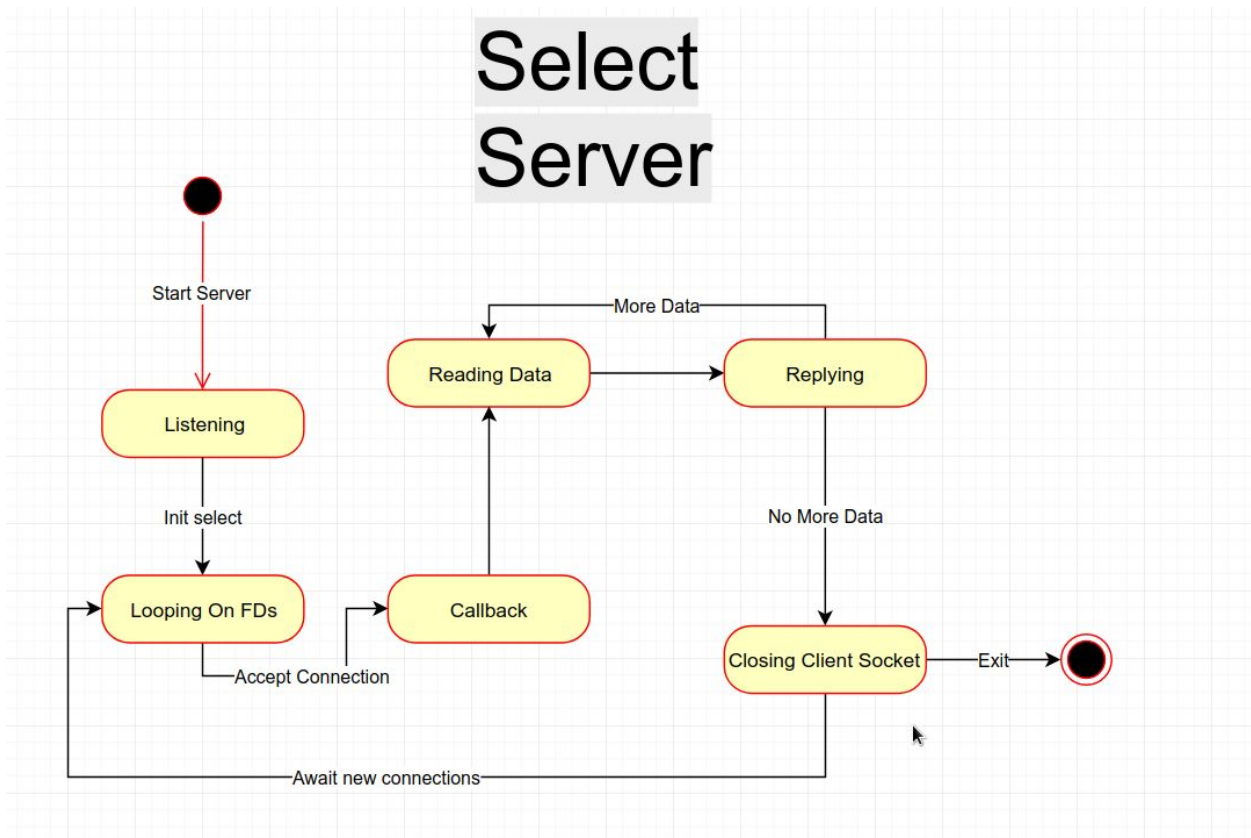 Select
Server
Start Server
More Data
Reading Data
Replying
Listening
Init select
No More Data
Looping On FDs
Callback
Accept Connection
Closing Client Socket
Exit
Await new connections